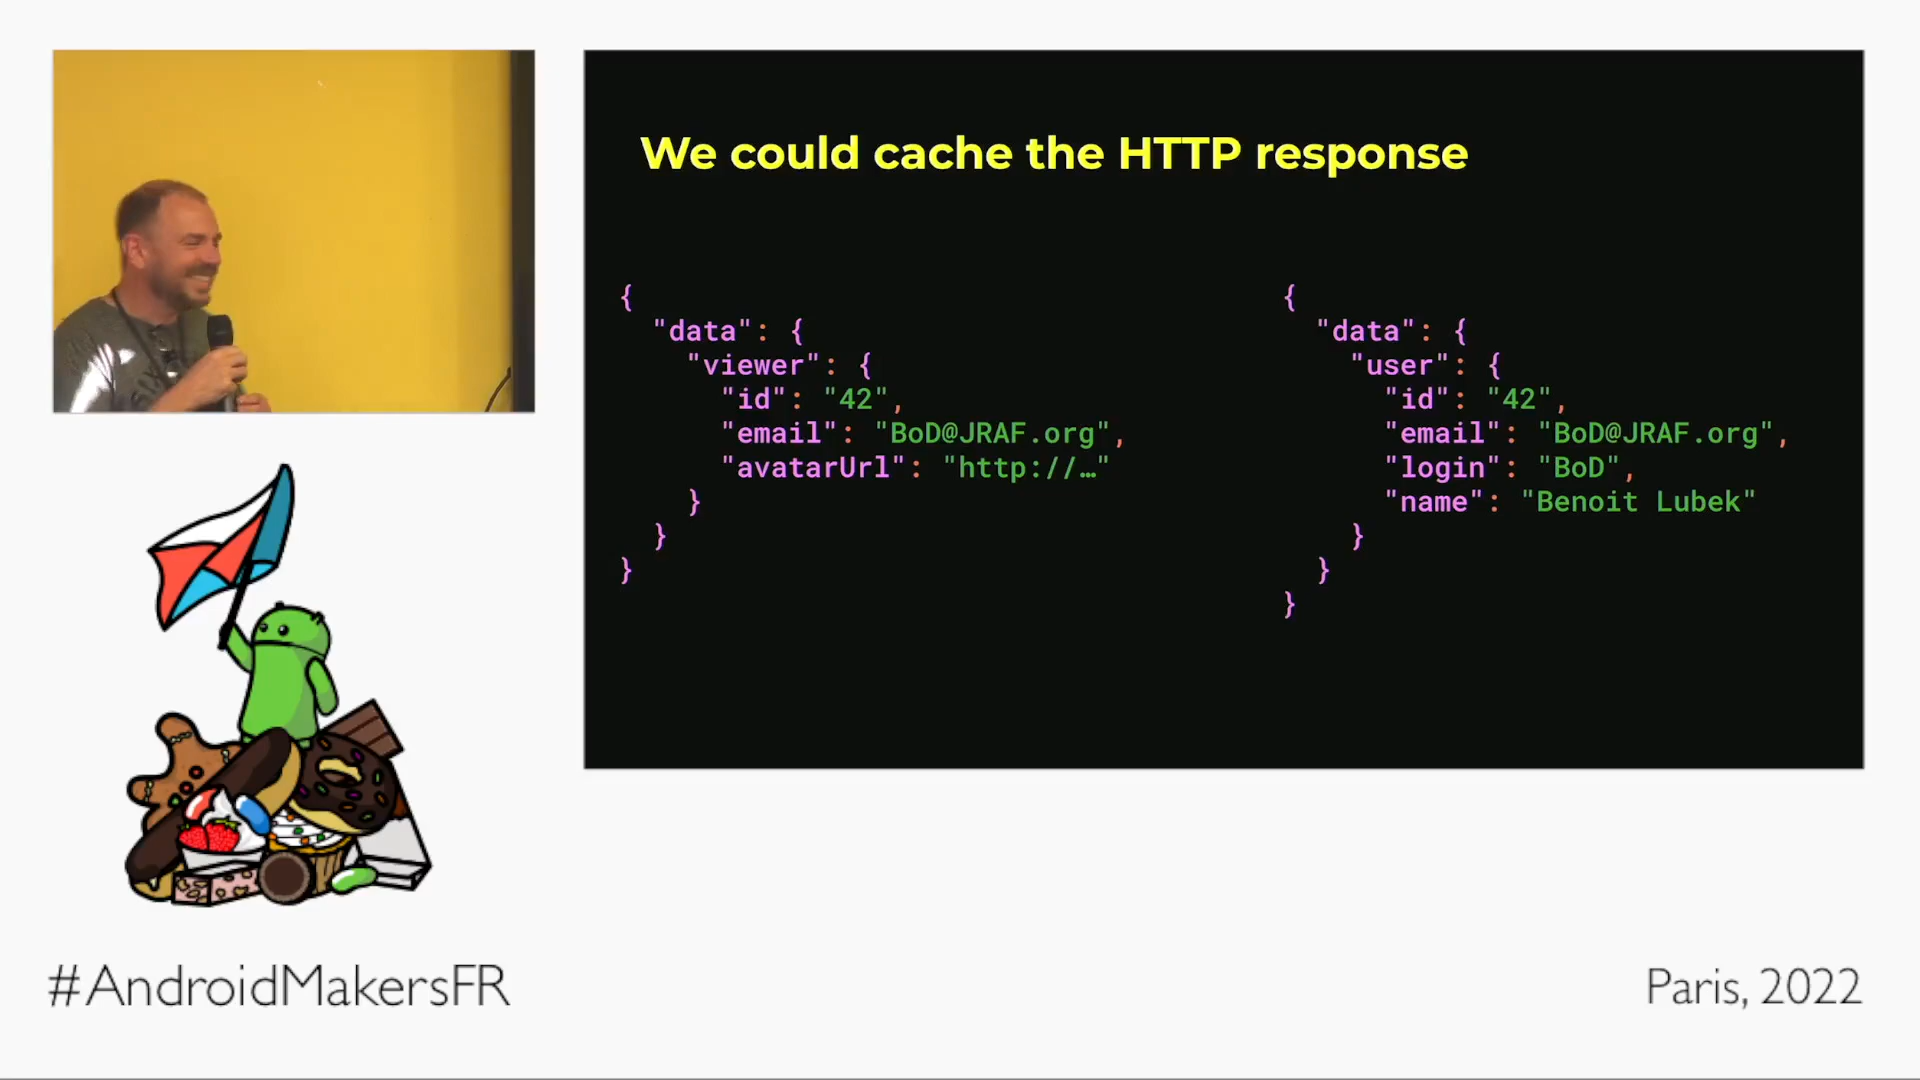 We could cache the HTTP response
{
"data": {
"viewer": {
"id": "42",
"email": "BoD@JRAF.org",
"avatarUrl": "http://…"
}
}
}
{
"data": {
"user": {
"id": "42",
"email": "BoD@JRAF.org",
"login": "BoD",
"name": "Benoit Lubek"
}
}
}
#AndroidMakersFR
Paris, 2022